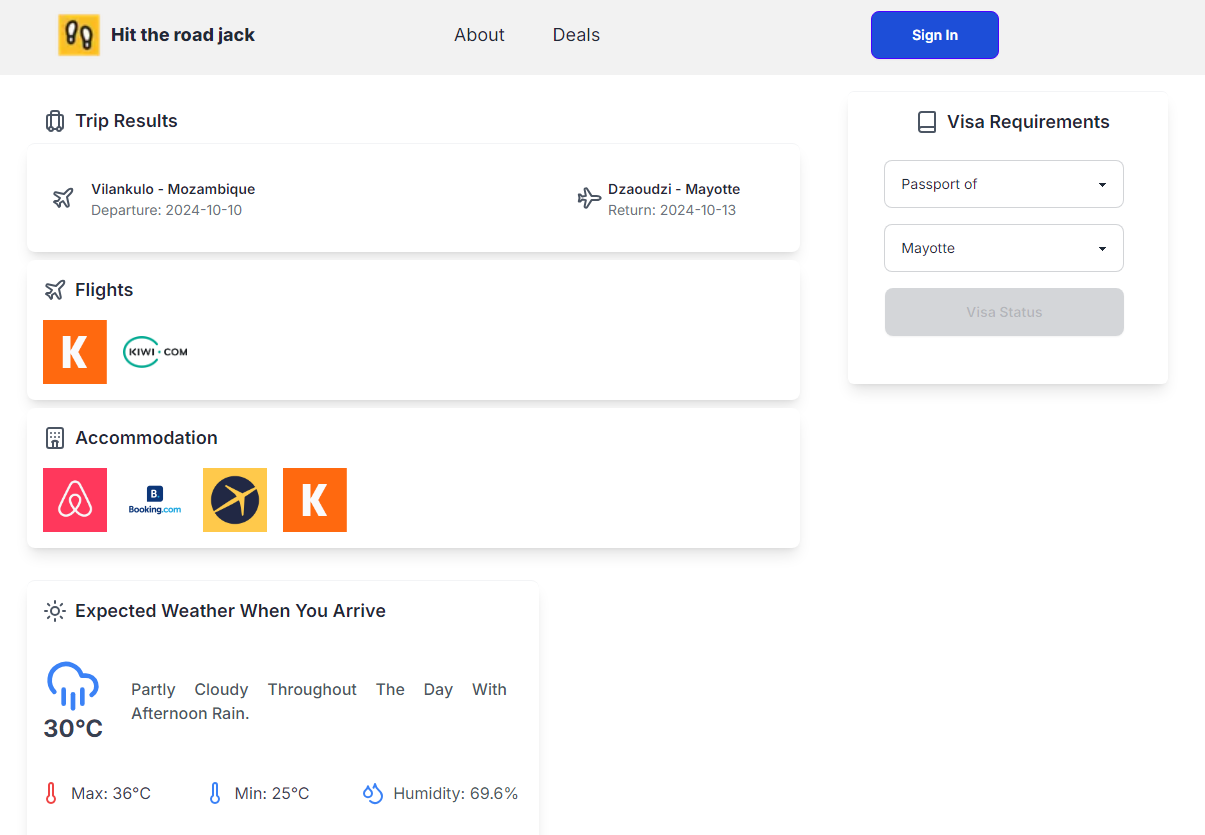 Hit the road jack
About
Deals
Sign In
Trip Results
Vilankulo - Mozambique
Departure: 2024-10-10
Dzaoudzi - Mayotte
Return: 2024-10-13
Flights
K
KIWI·COM
Accommodation
B.
Booking.com
K
Expected Weather When You Arrive
30°C
Partly Cloudy Throughout The Day With
Afternoon Rain.
Max: 36°C
Min: 25°C
Humidity: 69.6%
Visa Requirements
Passport of
Mayotte
Visa Status